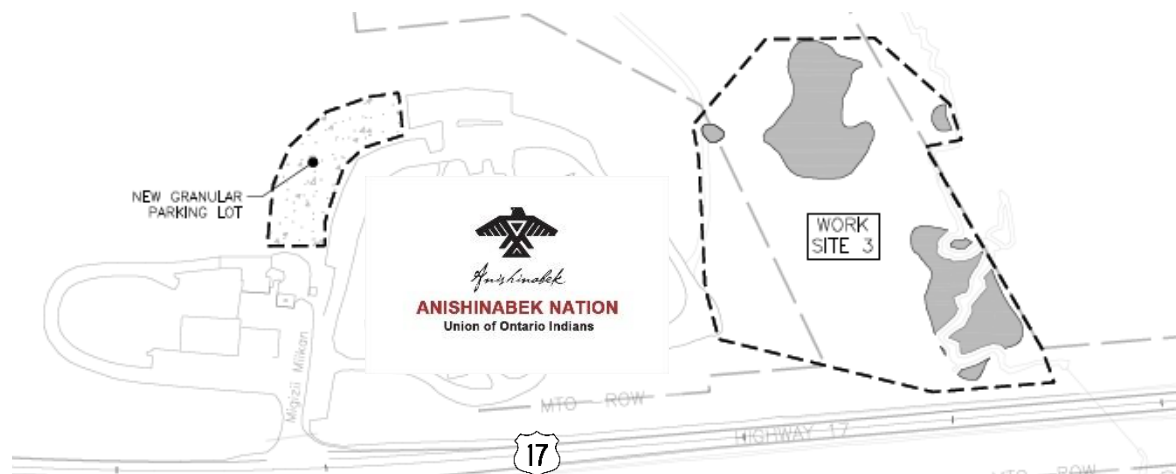 NEW GRANULAR
PARKING LOT
WORK
SITE 3
Anishinabek
ANISHINABEK NATION
Union of Ontario Indians
Migizii Miikan
MTO ROW
HIGHWAY 17
17
MTO ROW